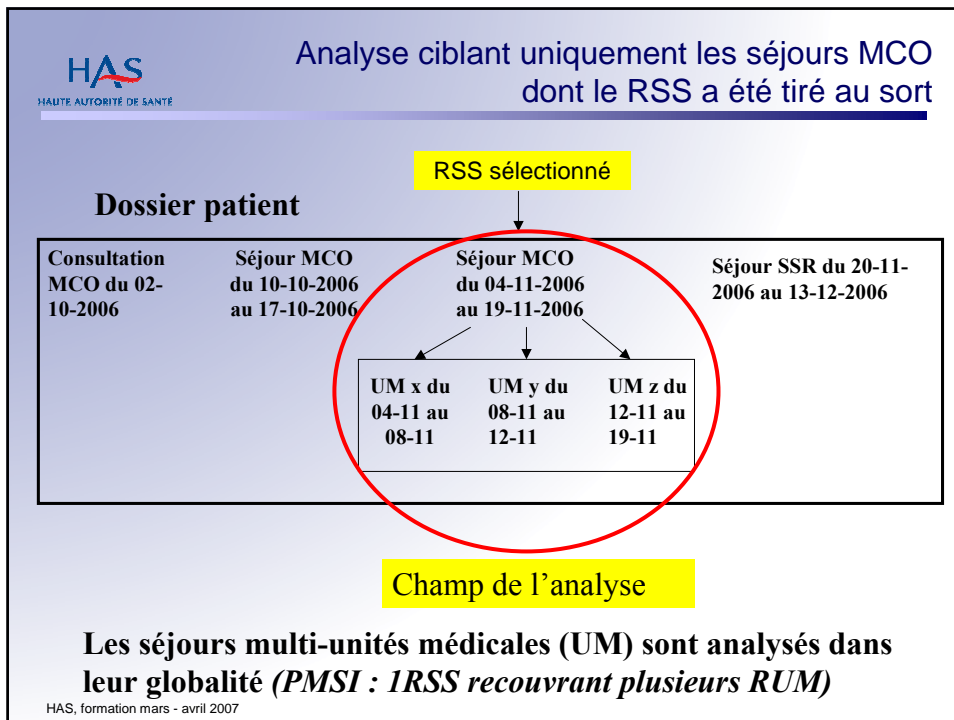 HAS
HAUTE AUTORITÉ DE SANTÉ
Analyse ciblant uniquement les séjours MCO
dont le RSS a été tiré au sort
RSS sélectionné
Dossier patient
Consultation
MCO du 02-
10-2006
Séjour MCO
du 10-10-2006
au 17-10-2006
Séjour MCO
du 04-11-2006
au 19-11-2006
Séjour SSR du 20-11-
2006 au 13-12-2006
UM x du
04-11 au
08-11
UM y du
08-11 au
12-11
UM z du
12-11 au
19-11
Champ de l’analyse
Les séjours multi-unités médicales (UM) sont analysés dans
leur globalité (PMSI : 1RSS recouvrant plusieurs RUM)
HAS, formation mars - avril 2007